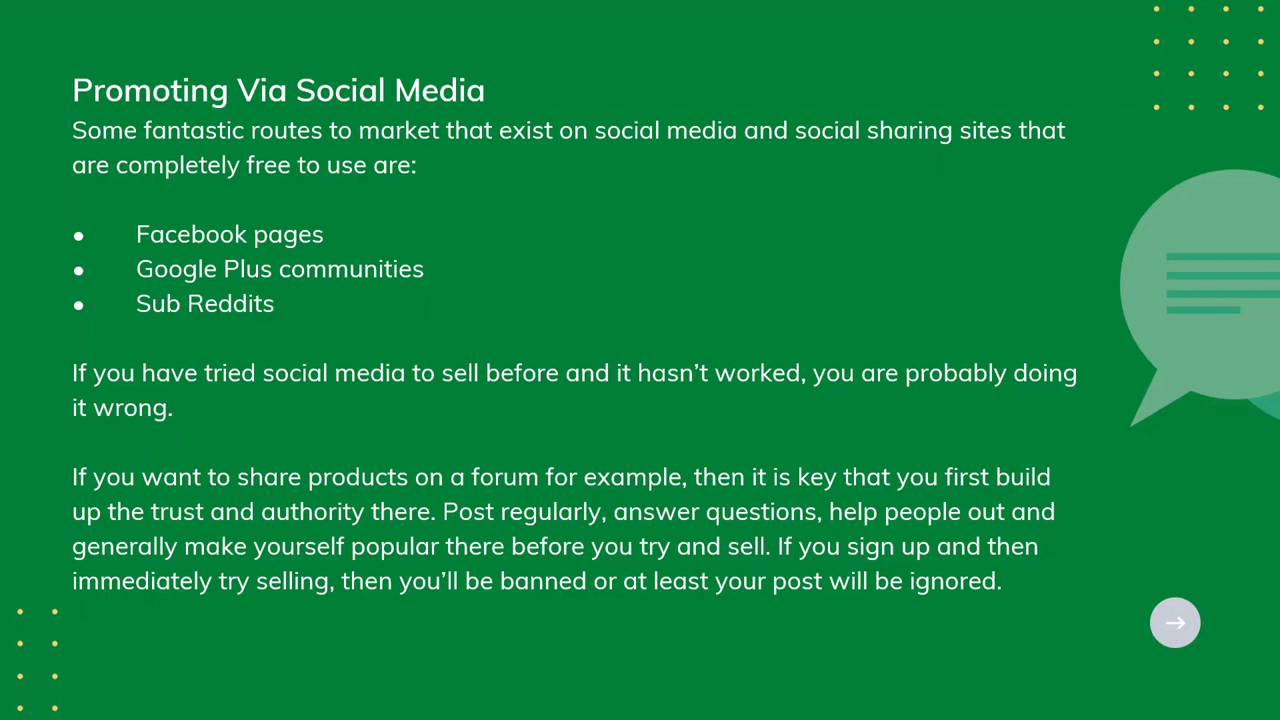 Promoting Via Social Media
Some fantastic routes to market that exist on social media and social sharing sites that
are completely free to use are:
• Facebook pages
• Google Plus communities
• Sub Reddits
If you have tried social media to sell before and it hasn’t worked, you are probably doing
it wrong.
If you want to share products on a forum for example, then it is key that you first build
up the trust and authority there. Post regularly, answer questions, help people out and
generally make yourself popular there before you try and sell. If you sign up and then
immediately try selling, then you’ll be banned or at least your post will be ignored.